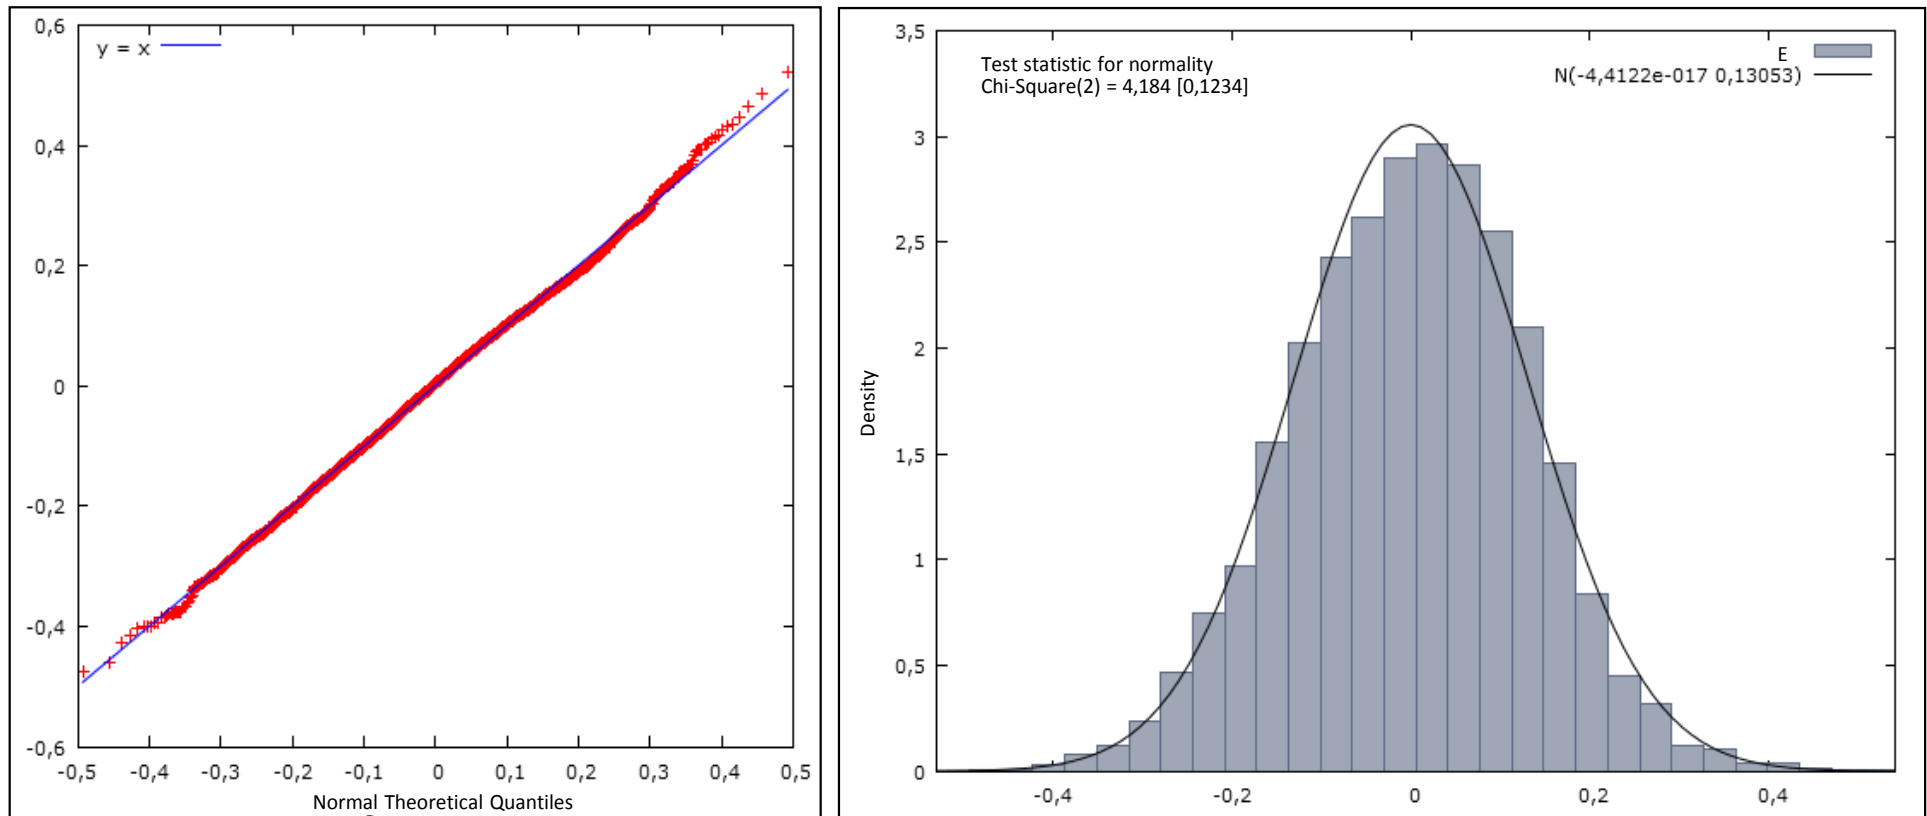 0,6
y = x
0,4
0,2
0
-0,2
-0,4
-0,6
-0,5 -0,4 -0,3 -0,2 -0,1 0 0,1 0,2 0,3 0,4 0,5
Normal Theoretical Quantiles
3,5
Test statistic for normality
Chi-Square(2) = 4,184 [0,1234]
E
N(-4,4122e-017 0,13053)
3
2,5
2
Density
1,5
1
0,5
0
-0,4 -0,2 0 0,2 0,4